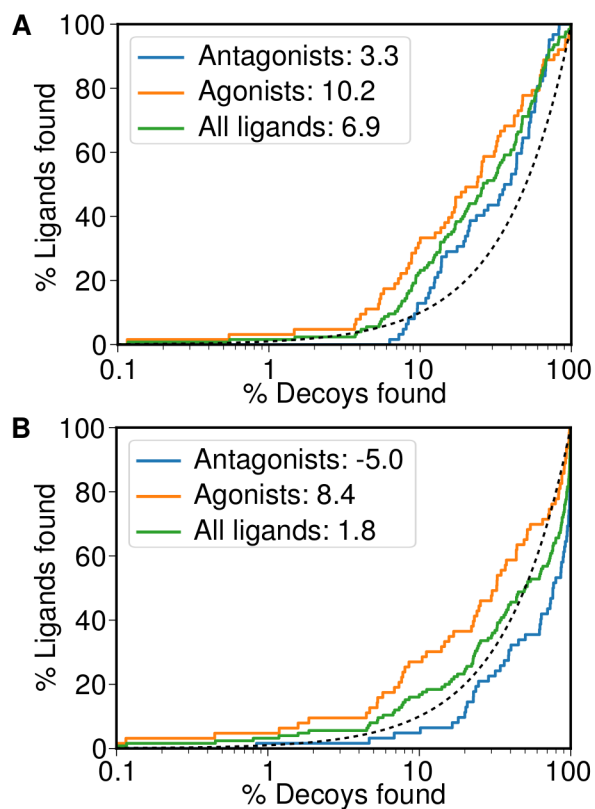 A
100
80
60
40
20
0
% Ligands found
Antagonists: 3.3
Agonists: 10.2
All ligands: 6.9
0.1
1
10
100
% Decoys found
B
100
80
60
40
20
0
% Ligands found
Antagonists: -5.0
Agonists: 8.4
All ligands: 1.8
0.1
1
10
100
% Decoys found